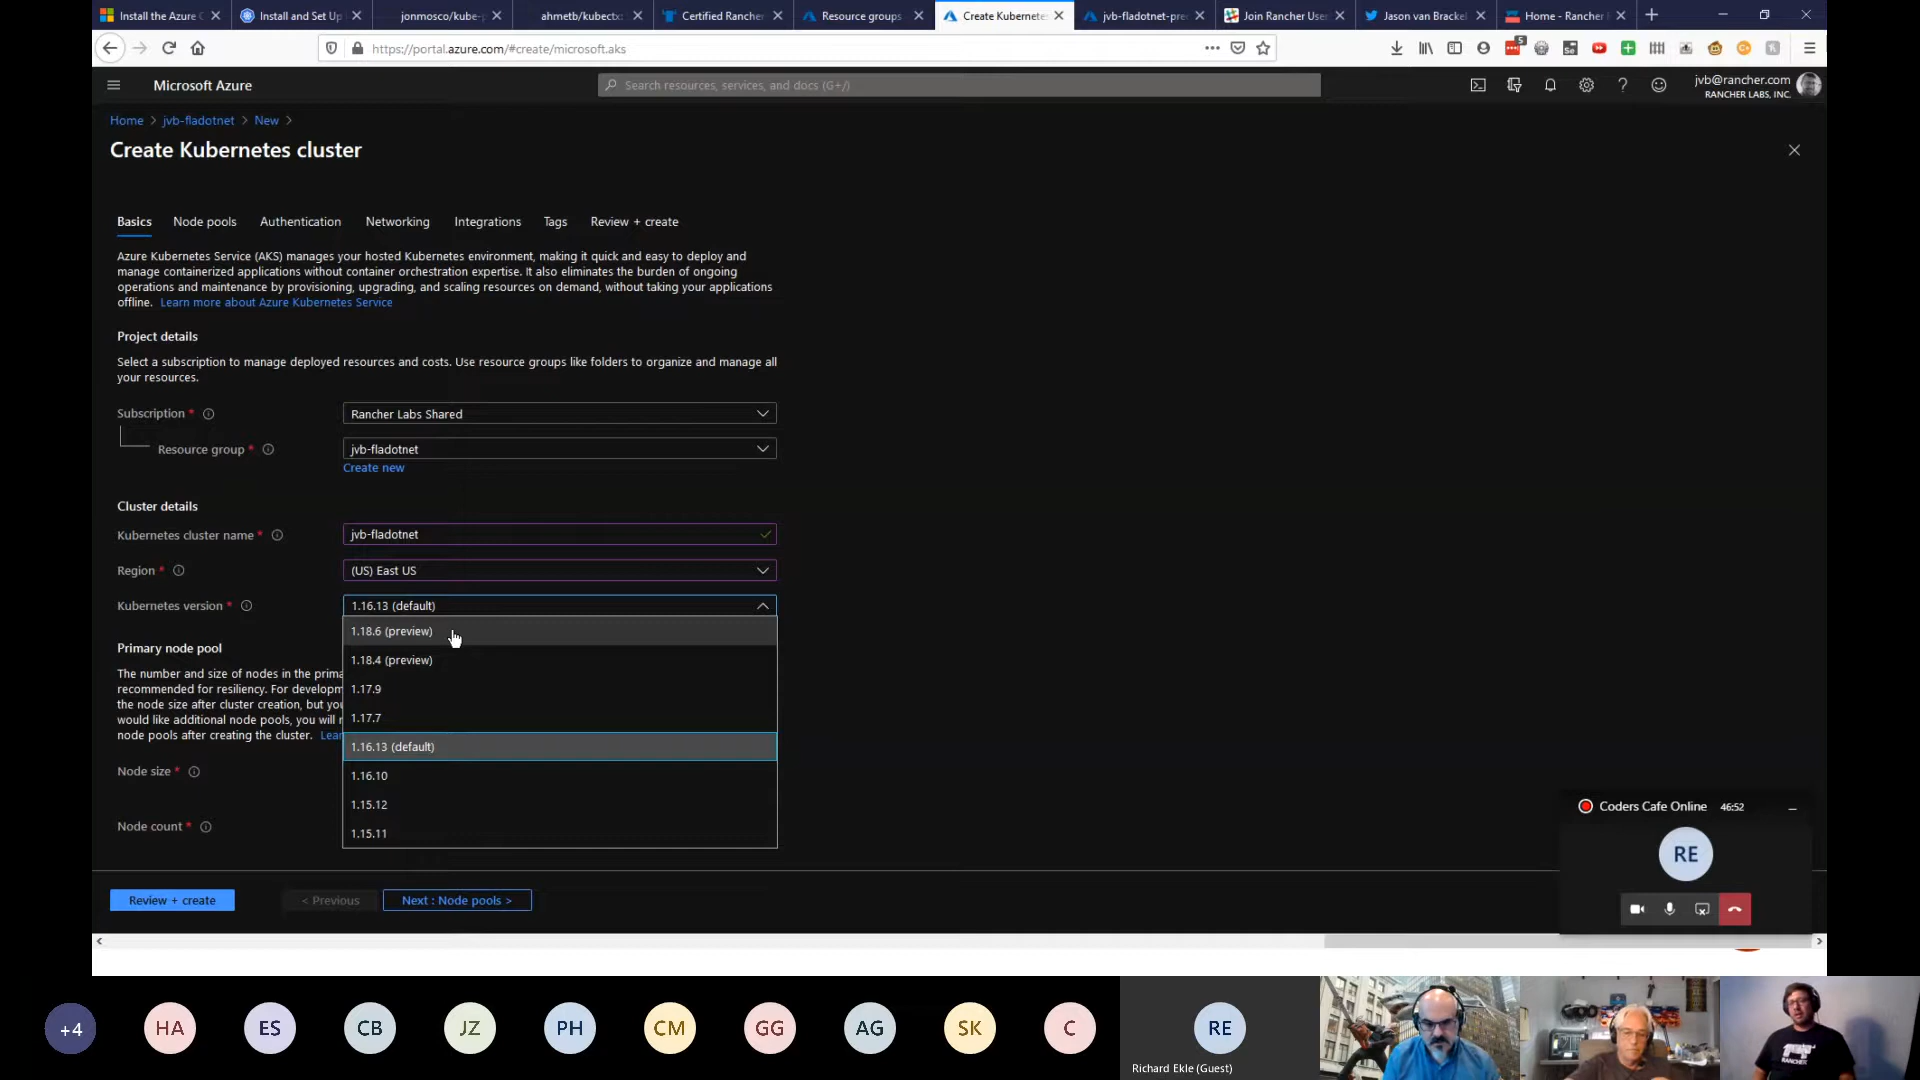 Install the Azure C
Install and Set Up
jonmosco/kube-p
ahmetb/kubectx:
Certified Rancher
Resource groups
Create Kubernetes
jvb-fladotnet-pre
Join Rancher User
Jason van Brackel
Home - Rancher
https://portal.azure.com/#create/microsoft.aks
5
Microsoft Azure
Search resources, services, and docs (G+/)
jvb@rancher.com
RANCHER LABS, INC.
Home > jvb-fladotnet > New >
Create Kubernetes cluster
Basics Node pools Authentication Networking Integrations Tags Review + create
Azure Kubernetes Service (AKS) manages your hosted Kubernetes environment, making it quick and easy to deploy and
manage containerized applications without container orchestration expertise. It also eliminates the burden of ongoing
operations and maintenance by provisioning, upgrading, and scaling resources on demand, without taking your applications
offline. Learn more about Azure Kubernetes Service
Project details
Select a subscription to manage deployed resources and costs. Use resource groups like folders to organize and manage all
your resources.
Subscription *
Rancher Labs Shared
Resource group *
jvb-fladotnet
Create new
Cluster details
Kubernetes cluster name *
jvb-fladotnet
Region *
(US) East US
Kubernetes version *
1.16.13 (default)
1.18.6 (preview)
1.18.4 (preview)
1.17.9
1.17.7
1.16.13 (default)
1.16.10
1.15.12
1.15.11
Primary node pool
The number and size of nodes in the prima
recommended for resiliency. For developm
the node size after cluster creation, but you
would like additional node pools, you will
node pools after creating the cluster. Lear
Node size *
Node count *
Review + create
< Previous
Next : Node pools >
Coders Cafe Online 46:52
RE
+4
HA
ES
CB
JZ
PH
CM
GG
AG
SK
C
RE
Richard Ekle (Guest)
RANCHER